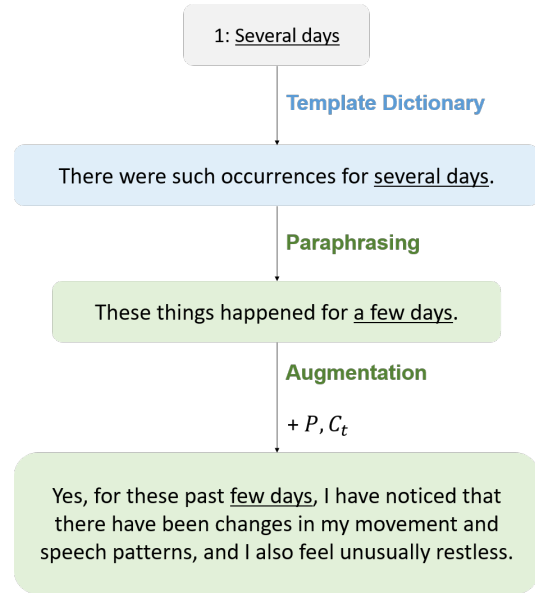 1: Several days
Template Dictionary
There were such occurrences for several days.
Paraphrasing
These things happened for a few days.
Augmentation
+ P, Cₜ
Yes, for these past few days, I have noticed that
there have been changes in my movement and
speech patterns, and I also feel unusually restless.